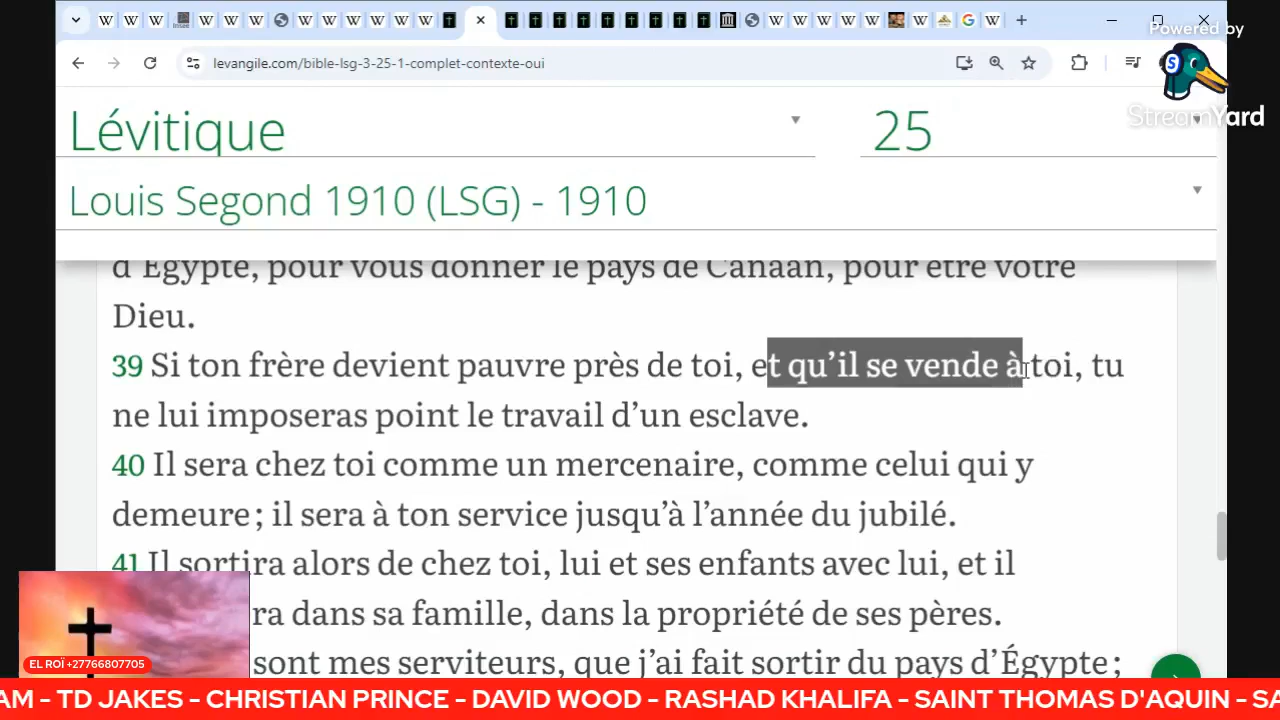 levangile.com/bible-lsg-3-25-1-complet-contexte-oui
Powered by
StreamYard
Lévitique
25
Louis Segond 1910 (LSG) - 1910
d'Égypte, pour vous donner le pays de Canaan, pour être votre
Dieu.
39 Si ton frère devient pauvre près de toi, et qu'il se vende à toi, tu
ne lui imposeras point le travail d'un esclave.
40 Il sera chez toi comme un mercenaire, comme celui qui y
demeure ; il sera à ton service jusqu'à l'année du jubilé.
41 Il sortira alors de chez toi, lui et ses enfants avec lui, et il
ra dans sa famille, dans la propriété de ses pères.
sont mes serviteurs, que j'ai fait sortir du pays d'Égypte ;
EL ROÏ +27766807705
AM - TD JAKES - CHRISTIAN PRINCE - DAVID WOOD - RASHAD KHALIFA - SAINT THOMAS D'AQUIN - SA